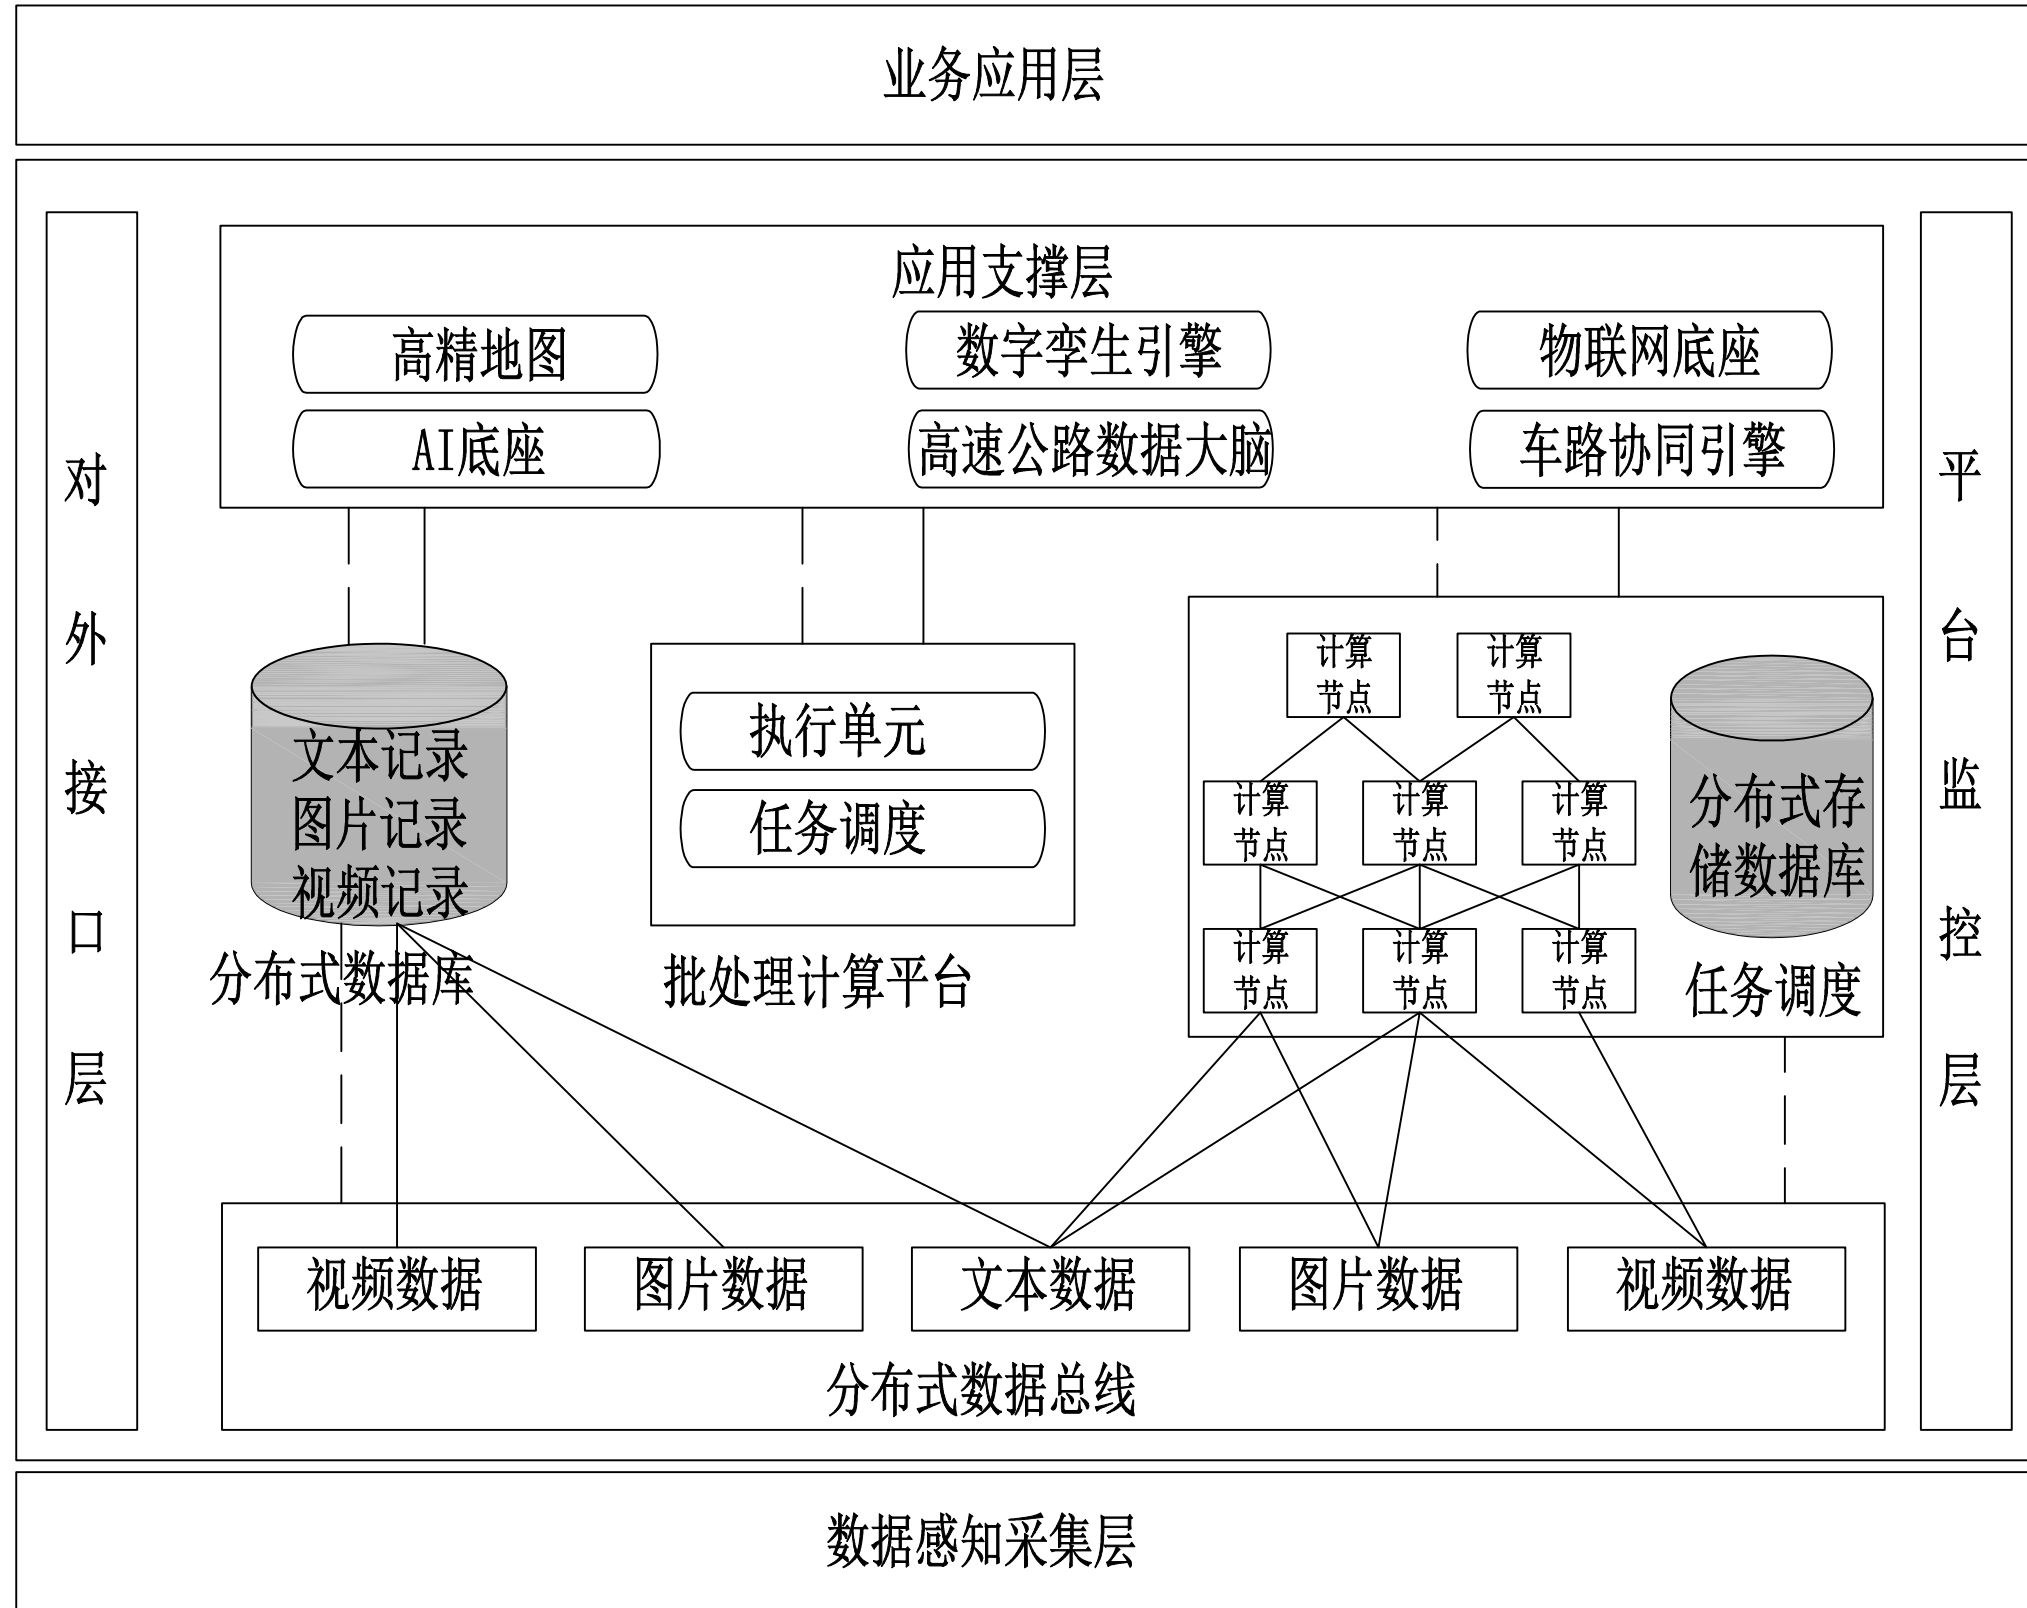 业务应用层
对外接口层
应用支撑层
高精地图
数字孪生引擎
物联网底座
AI底座
高速公路数据大脑
车路协同引擎
平台监控层
文本记录
图片记录
视频记录
分布式数据库
执行单元
任务调度
批处理计算平台
计算
节点
计算
节点
计算
节点
计算
节点
计算
节点
计算
节点
计算
节点
计算
节点
分布式存
储数据库
任务调度
视频数据
图片数据
文本数据
图片数据
视频数据
分布式数据总线
数据感知采集层